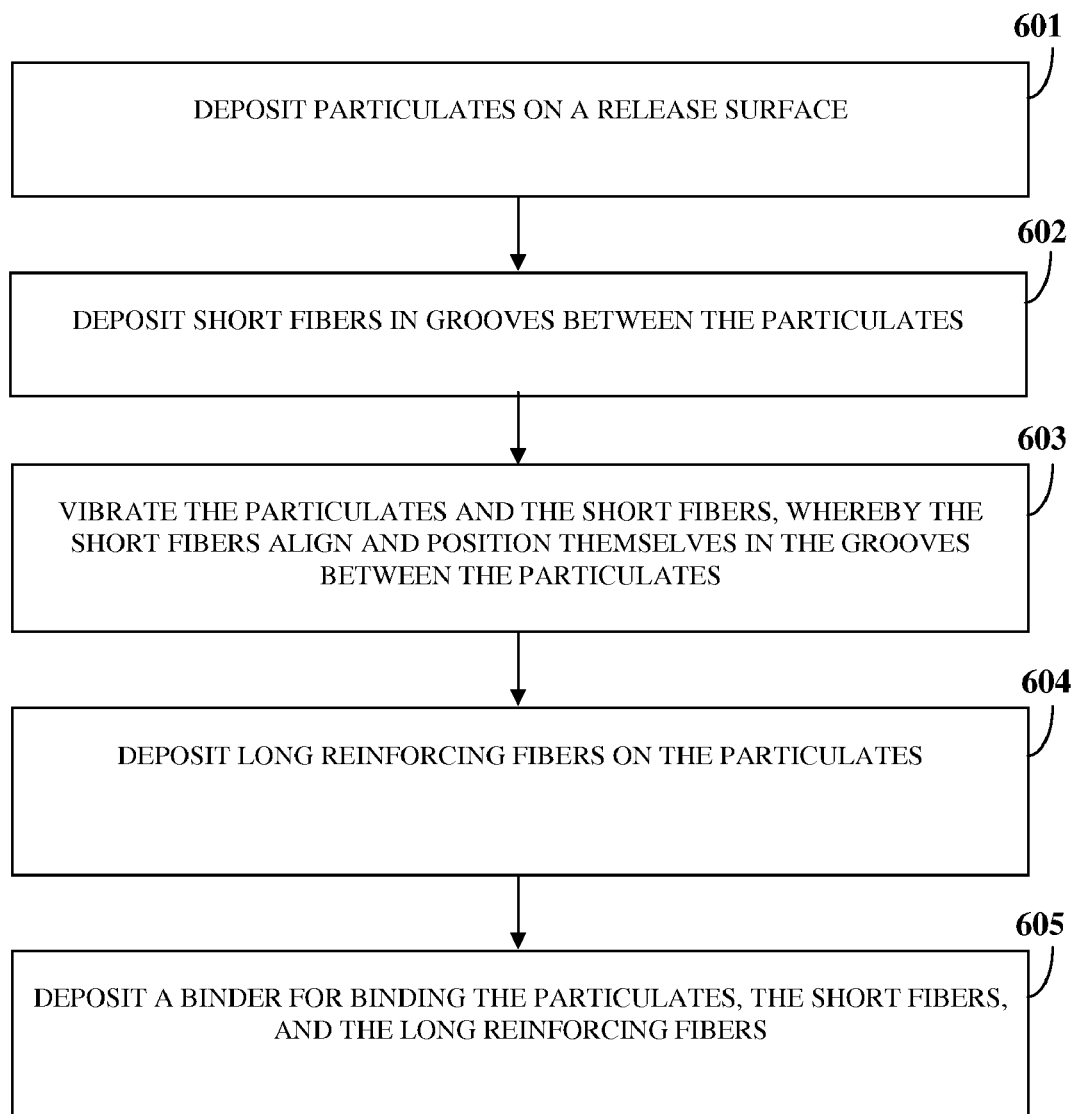 601
DEPOSIT PARTICULATES ON A RELEASE SURFACE
602
DEPOSIT SHORT FIBERS IN GROOVES BETWEEN THE PARTICULATES
603
VIBRATE THE PARTICULATES AND THE SHORT FIBERS, WHEREBY THE
SHORT FIBERS ALIGN AND POSITION THEMSELVES IN THE GROOVES
BETWEEN THE PARTICULATES
604
DEPOSIT LONG REINFORCING FIBERS ON THE PARTICULATES
605
DEPOSIT A BINDER FOR BINDING THE PARTICULATES, THE SHORT FIBERS,
AND THE LONG REINFORCING FIBERS